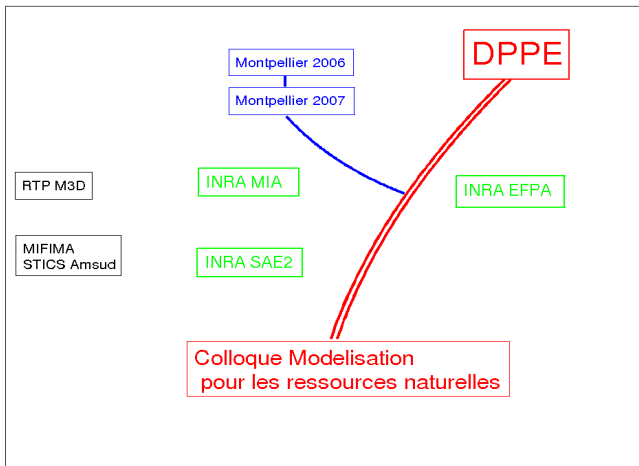 DPPE
Montpellier 2006
Montpellier 2007
RTP M3D
INRA MIA
INRA EFPA
MIFIMA
STICS Amsud
INRA SAE2
Colloque Modelisation
pour les ressources naturelles